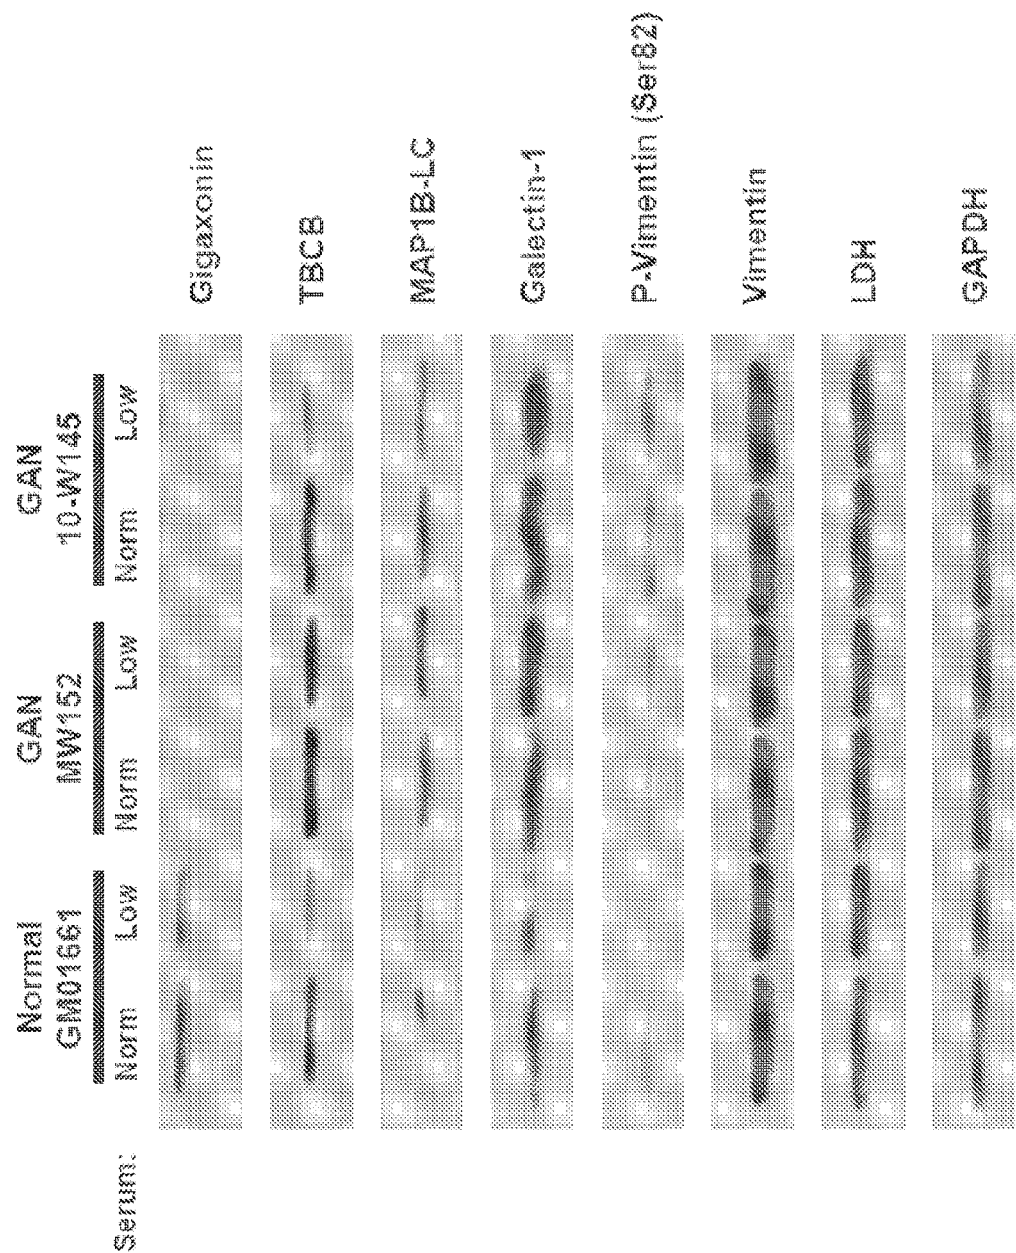 Normal
GM01661
GAN
MW152
GAN
10-W145
Serum:
Norm
Low
Norm
Low
Norm
Low
Gigaxonin
TBCB
MAP1B-LC
Galectin-1
P-Vimentin (Ser82)
Vimentin
LDH
GAPDH